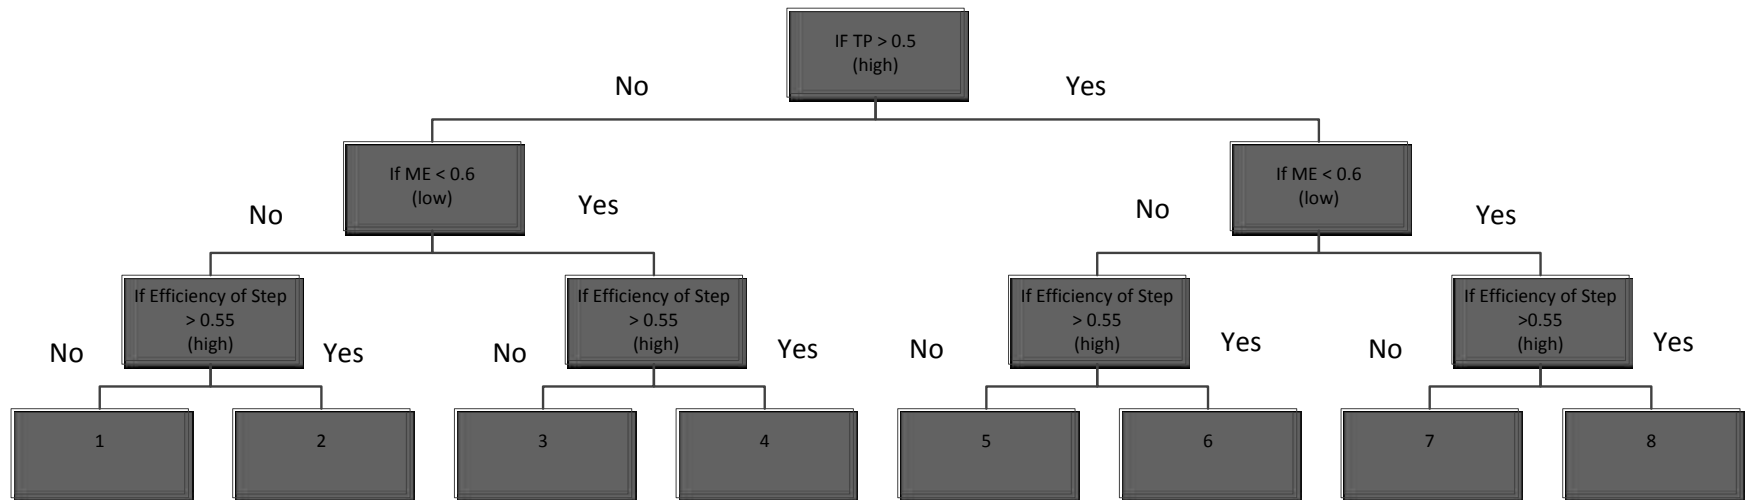 IF TP > 0.5
(high)
No
Yes
If ME < 0.6
(low)
If ME < 0.6
(low)
No
Yes
No
Yes
If Efficiency of Step
> 0.55
(high)
If Efficiency of Step
> 0.55
(high)
If Efficiency of Step
> 0.55
(high)
If Efficiency of Step
>0.55
(high)
No
Yes
No
Yes
No
Yes
No
Yes
1
2
3
4
5
6
7
8